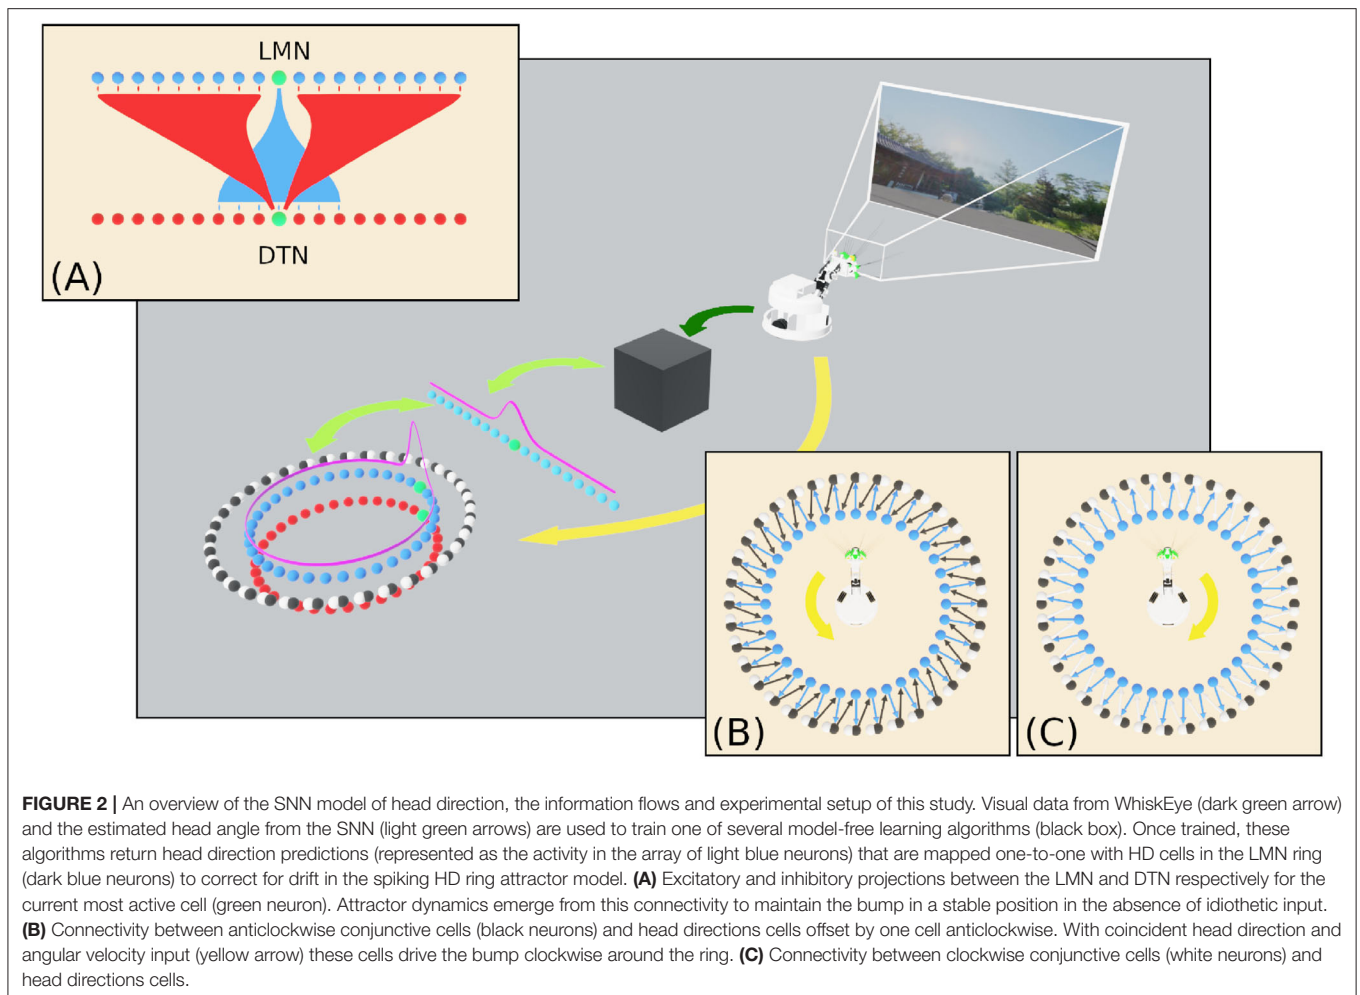 LMN
DTN
(A)
(B)
(C)
FIGURE 2 | An overview of the SNN model of head direction, the information flows and experimental setup of this study. Visual data from WhiskEye (dark green arrow)
and the estimated head angle from the SNN (light green arrows) are used to train one of several model-free learning algorithms (black box). Once trained, these
algorithms return head direction predictions (represented as the activity in the array of light blue neurons) that are mapped one-to-one with HD cells in the LMN ring
(dark blue neurons) to correct for drift in the spiking HD ring attractor model. (A) Excitatory and inhibitory projections between the LMN and DTN respectively for the
current most active cell (green neuron). Attractor dynamics emerge from this connectivity to maintain the bump in a stable position in the absence of idiothetic input.
(B) Connectivity between anticlockwise conjunctive cells (black neurons) and head directions cells offset by one cell anticlockwise. With coincident head direction and
angular velocity input (yellow arrow) these cells drive the bump clockwise around the ring. (C) Connectivity between clockwise conjunctive cells (white neurons) and
head directions cells.